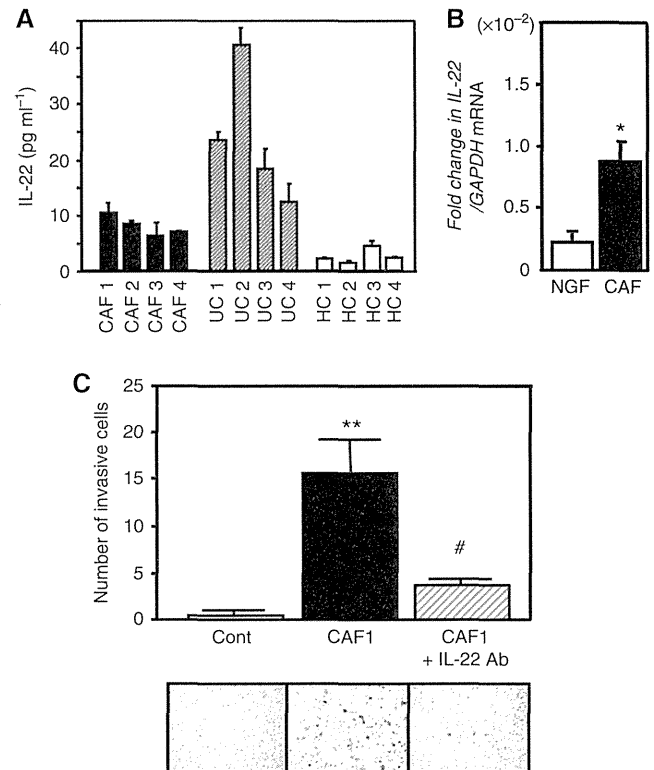 A
IL-22 (pg ml⁻¹)
40
30
20
10
0
CAF 1
CAF 2
CAF 3
CAF 4
UC 1
UC 2
UC 3
UC 4
HC 1
HC 2
HC 3
HC 4
B
(×10⁻²)
Fold change in IL-22
/GAPDH mRNA
1.5
1.0
0.5
0
*
NGF
CAF
C
Number of invasive cells
25
20
15
10
5
0
**
#
Cont
CAF1
CAF1
+ IL-22 Ab